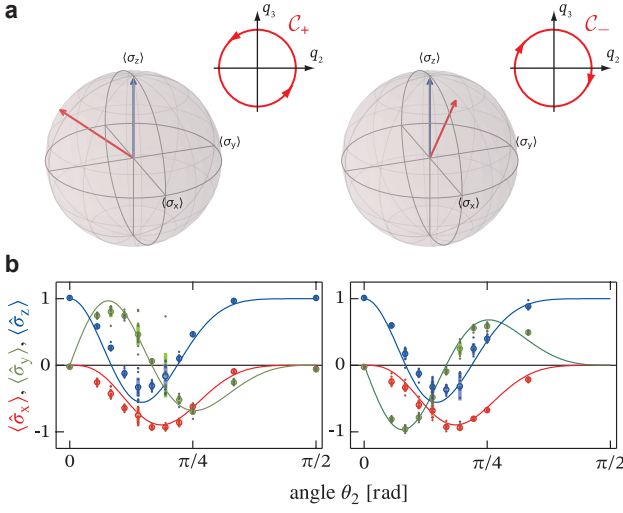 a
q₃
C₊
q₂
⟨σz⟩
⟨σy⟩
⟨σx⟩
q₃
C₋
q₂
⟨σz⟩
⟨σy⟩
⟨σx⟩
b
⟨σ̂x⟩, ⟨σ̂y⟩, ⟨σ̂z⟩
1
0
-1
0
π/4
π/2
1
0
-1
0
π/4
π/2
angle θ₂ [rad]